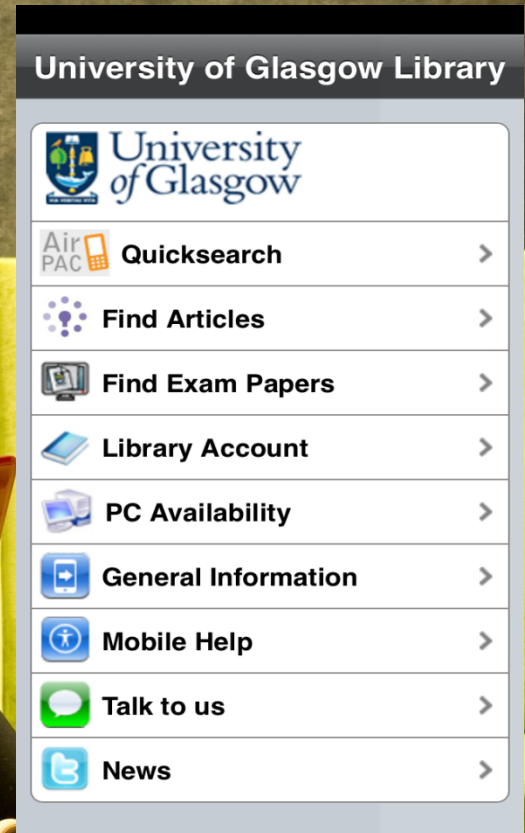 University of Glasgow Library
University
of Glasgow
Air
PAC
Quicksearch
Find Articles
Find Exam Papers
Library Account
PC Availability
General Information
Mobile Help
Talk to us
News